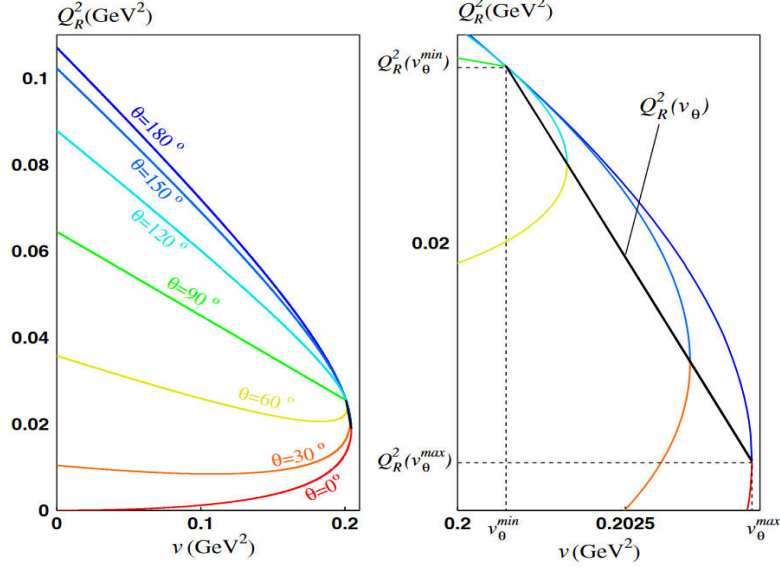 Q_R^2(GeV^2)
0.1
0.08
0.06
0.04
0.02
0
θ=180 º
θ=150 º
θ=120 º
θ=90 º
θ=60 º
θ=30 º
θ=0º
0 0.1 0.2
ν (GeV^2)
Q_R^2(GeV^2)
Q_R^2(ν_θ^min)
Q_R^2(ν_θ)
0.02
Q_R^2(ν_θ^max)
0.2 ν_θ^min 0.2025 ν_θ^max
ν(GeV^2)